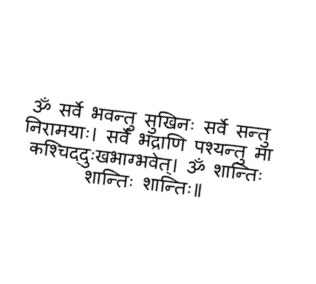 ॐ सर्वे भवन्तु सुखिनः सर्वे सन्तु
निरामयाः। सर्वे भद्राणि पश्यन्तु मा
कश्चिद्दुःखभाग्भवेत्। ॐ शान्तिः
शान्तिः शान्तिः॥